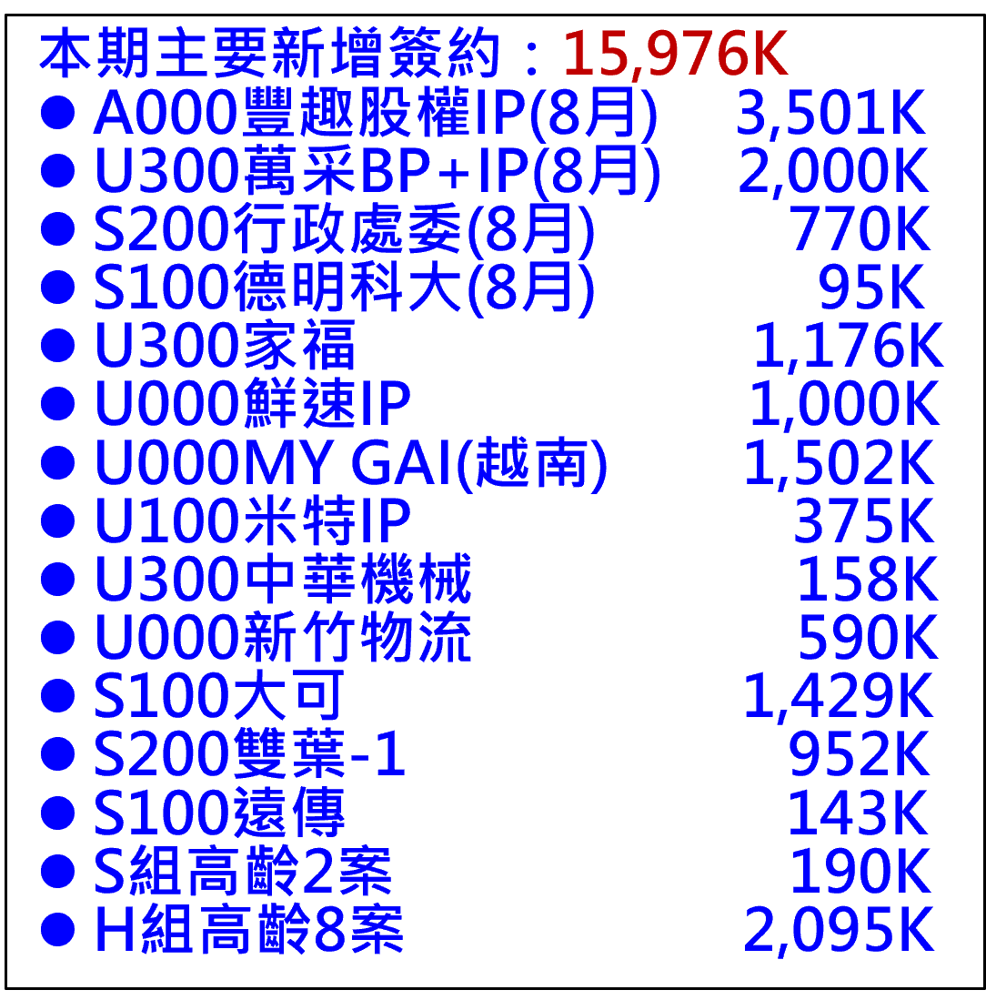 本期主要新增簽約：15,976K
● A000豐趣股權IP(8月) 3,501K
● U300萬采BP+IP(8月) 2,000K
● S200行政處委(8月) 770K
● S100德明科大(8月) 95K
● U300家福 1,176K
● U000鮮速IP 1,000K
● U000MY GAI(越南) 1,502K
● U100米特IP 375K
● U300中華機械 158K
● U000新竹物流 590K
● S100大可 1,429K
● S200雙葉-1 952K
● S100遠傳 143K
● S組高齡2案 190K
● H組高齡8案 2,095K